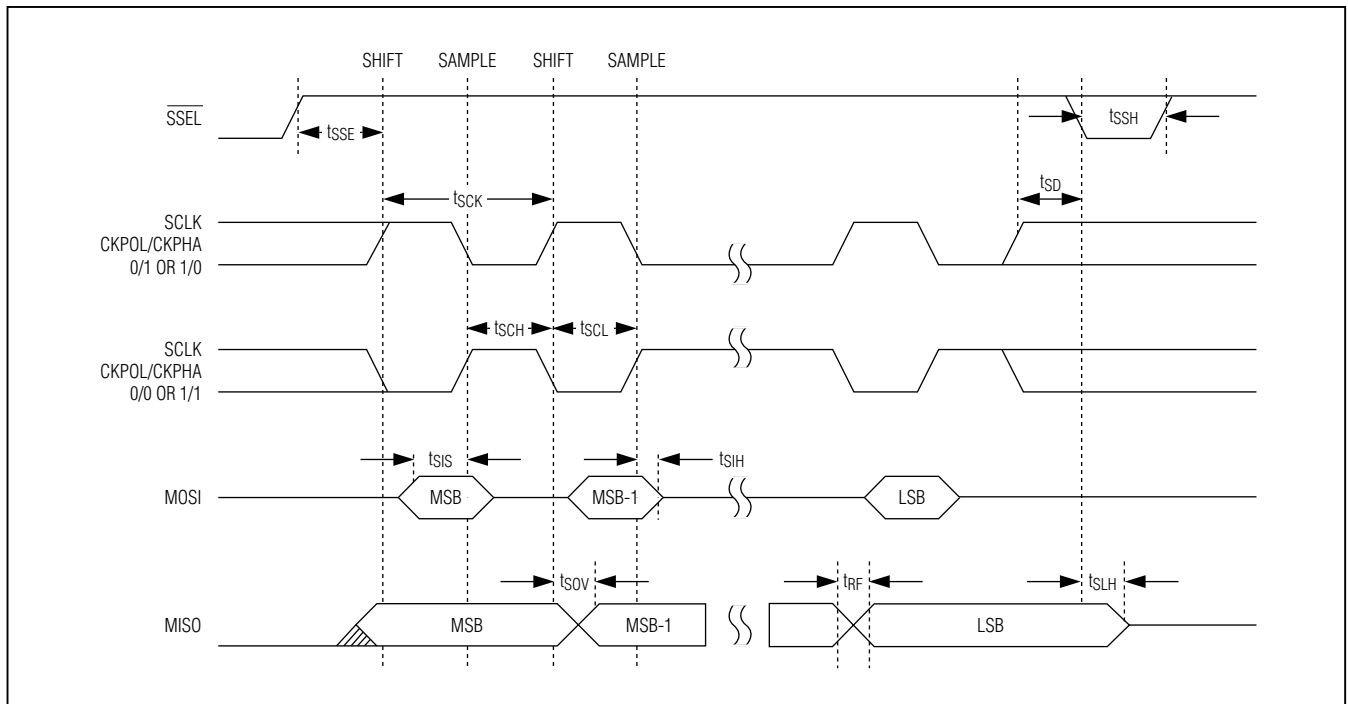 SHIFT SAMPLE SHIFT SAMPLE
SSEL
tSSE
tSSH
tSCK
tSD
SCLK
CKPOL/CKPHA
0/1 OR 1/0
tSCH tSCL
SCLK
CKPOL/CKPHA
0/0 OR 1/1
tSIS tSIH
MOSI MSB MSB-1 LSB
tSOV tRF tSLH
MISO MSB MSB-1 LSB